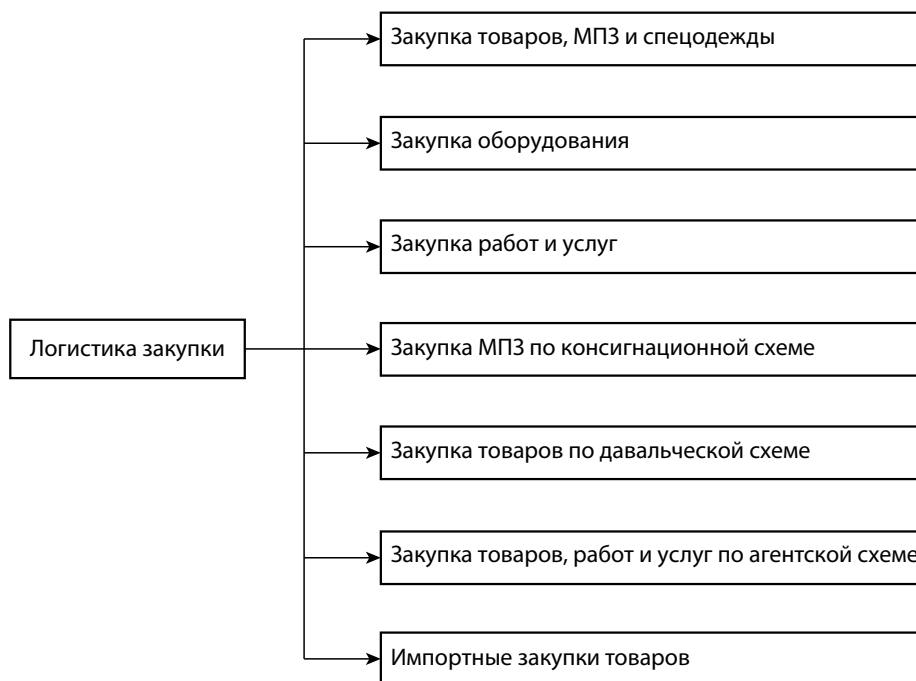 Закупка товаров, МПЗ и спецодежды
Закупка оборудования
Закупка работ и услуг
Логистика закупки
Закупка МПЗ по консигнационной схеме
Закупка товаров по давальческой схеме
Закупка товаров, работ и услуг по агентской схеме
Импортные закупки товаров